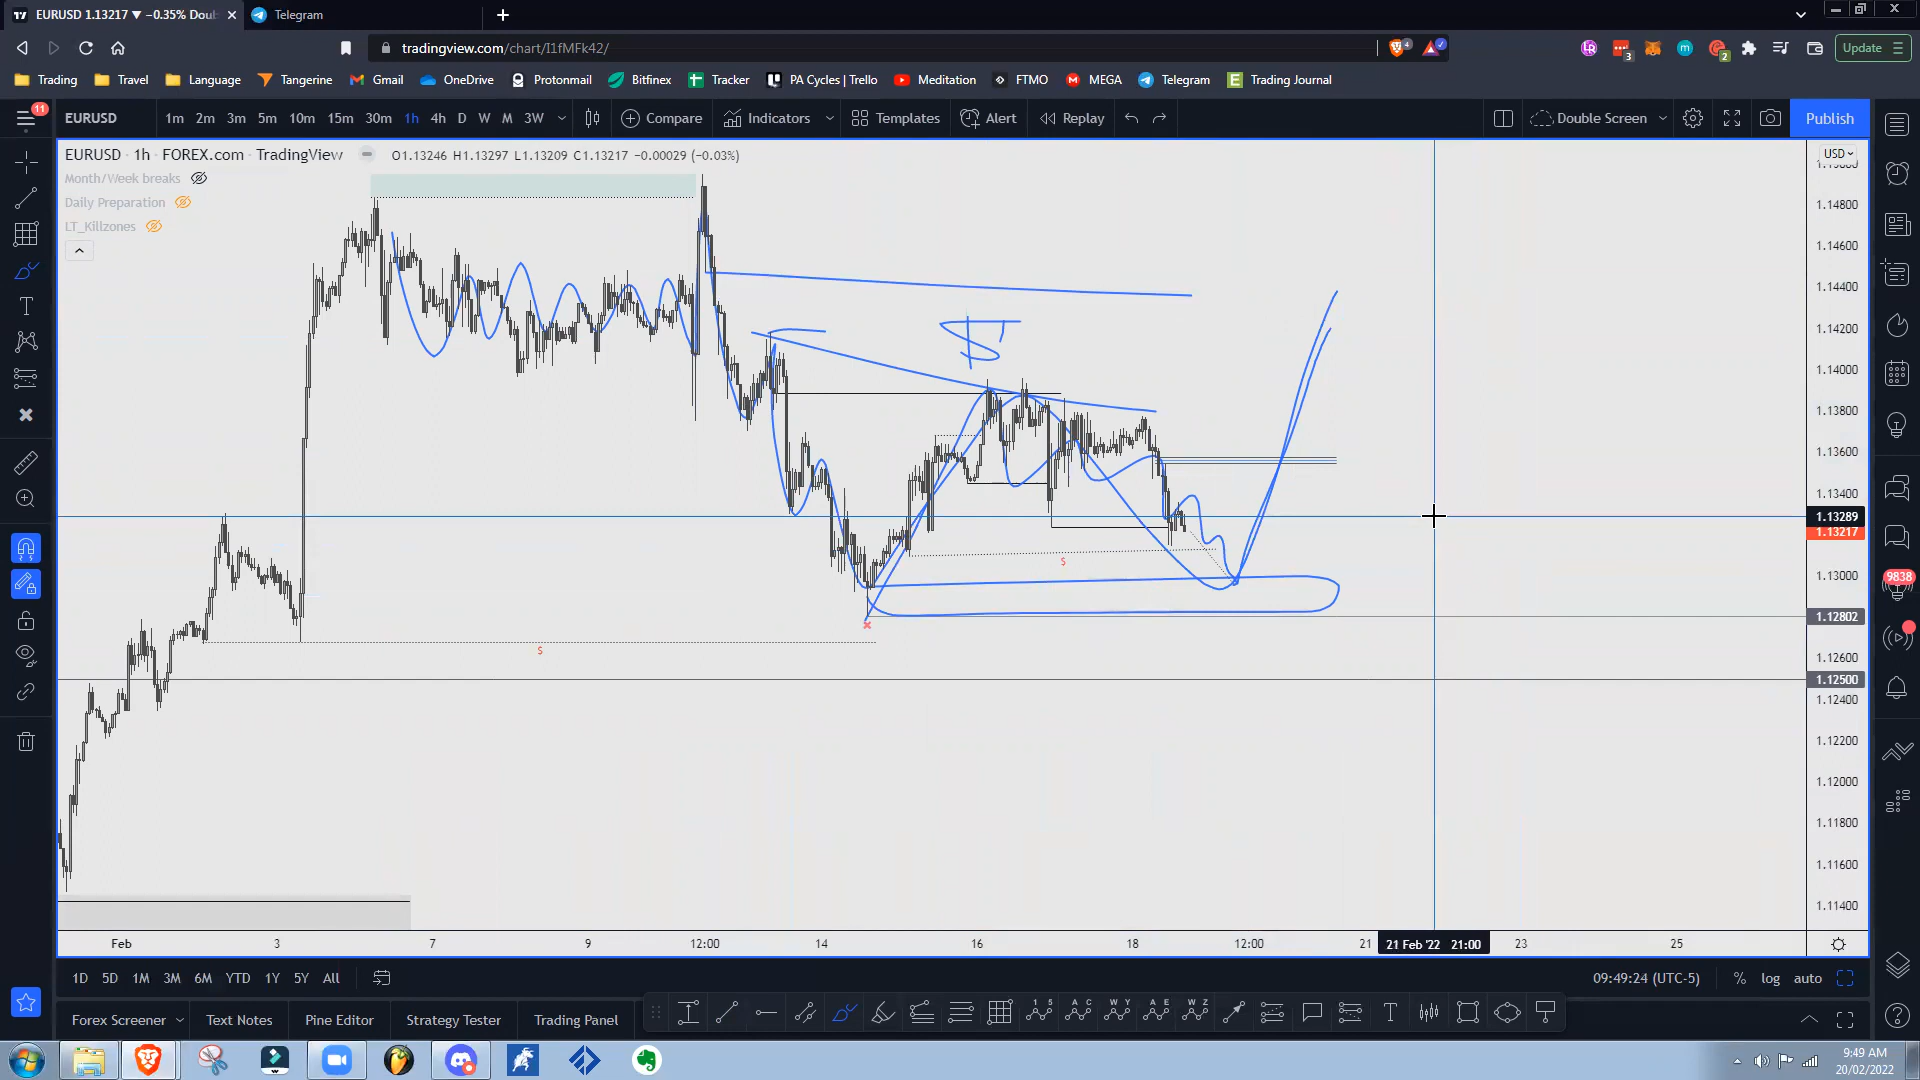 EURUSD 1.13217 ▼ −0.35% Dou
Telegram
tradingview.com/chart/I1fMFk42/
4
3
2
Update
Trading
Travel
Language
Tangerine
Gmail
OneDrive
Protonmail
Bitfinex
Tracker
PA Cycles | Trello
Meditation
FTMO
MEGA
Telegram
Trading Journal
11
EURUSD
1m 2m 3m 5m 10m 15m 30m 1h 4h D W M 3W
Compare
Indicators
Templates
Alert
Replay
Double Screen
Publish
EURUSD · 1h · FOREX.com · TradingView
O1.13246 H1.13297 L1.13209 C1.13217 −0.00029 (−0.03%)
USD
Month/Week breaks
Daily Preparation
LT_Killzones
1.14800
1.14600
1.14400
1.14200
1.14000
1.13800
1.13600
1.13400
1.13289
1.13217
1.13000
1.12802
1.12600
1.12500
1.12400
1.12200
1.12000
1.11800
1.11600
1.11400
$
$
$
9838
Feb 3 7 9 12:00 14 16 18 12:00 21 21 Feb '22 21:00 23 25
1D 5D 1M 3M 6M YTD 1Y 5Y All
09:49:24 (UTC-5)
% log auto
Forex Screener
Text Notes
Pine Editor
Strategy Tester
Trading Panel
9:49 AM
20/02/2022